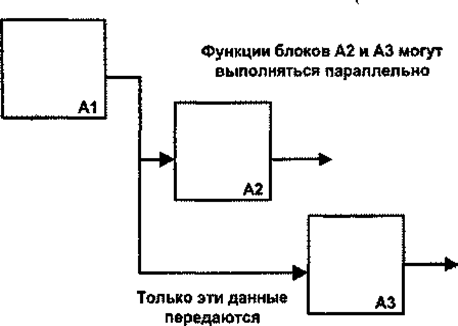 Функции блоков А2 и А3 могут
выполняться параллельно
А1
А2
Только эти данные
передаются
А3